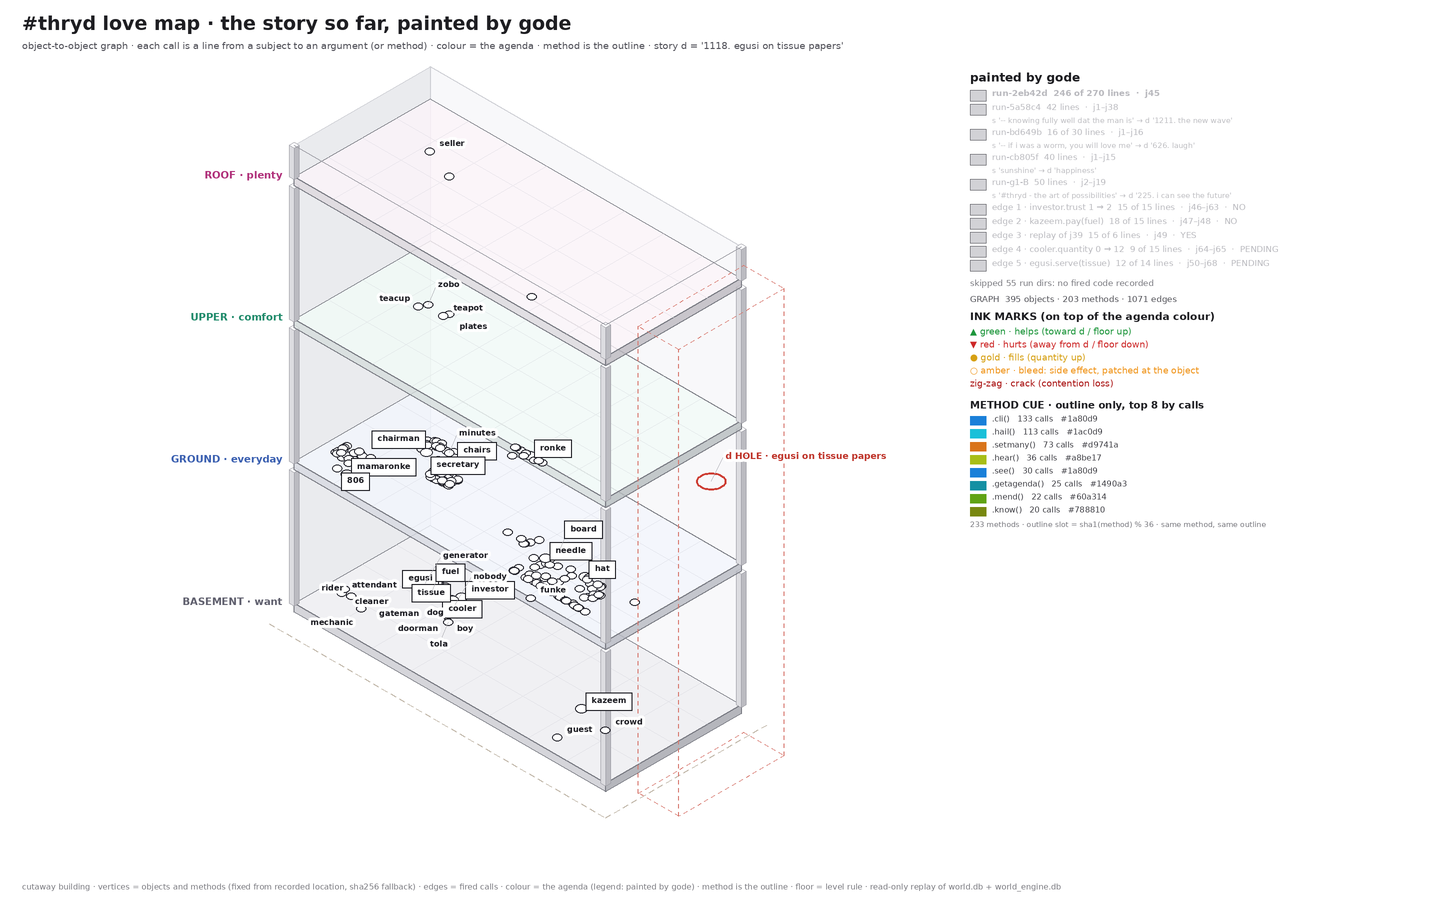 #thryd love map · the story so far, painted by gode
object-to-object graph · each call is a line from a subject to an argument (or method) · colour = the agenda · method is the outline · story d = '1118. egusi on tissue papers'
ROOF · plenty
seller
UPPER · comfort
zobo
teacup
teapot
plates
GROUND · everyday
minutes
chairman
chairs
ronke
secretary
mamaronke
806
d HOLE · egusi on tissue papers
BASEMENT · want
board
needle
generator
hat
fuel
egusi
nobody
investor
funke
tissue
rider
attendant
cleaner
cooler
gateman
dog
mechanic
doorman
boy
tola
kazeem
crowd
guest
painted by gode
run-2eb42d 246 of 270 lines · j45
run-5a58c4 42 lines · j1–j38
s '-- knowing fully well dat the man is' → d '1211. the new wave'
run-bd649b 16 of 30 lines · j1–j16
s '-- If i was a worm, you will love me' → d '626. laugh'
run-cb805f 40 lines · j1–j15
s 'sunshine' → d 'happiness'
run-g1-B 50 lines · j2–j19
s '#thryd · the art of possibilities' → d '225. i can see the future'
edge 1 · investor.trust 1 → 2 15 of 15 lines · j46–j63 · NO
edge 2 · kazeem.pay(fuel) 18 of 15 lines · j47–j48 · NO
edge 3 · replay of j39 15 of 6 lines · j49 · YES
edge 4 · cooler.quantity 0 → 12 9 of 15 lines · j64–j65 · PENDING
edge 5 · egusi.serve(tissue) 12 of 14 lines · j50–j68 · PENDING
skipped 55 run dirs: no fired code recorded
GRAPH 395 objects · 203 methods · 1071 edges
INK MARKS (on top of the agenda colour)
▲ green · helps (toward d / floor up)
▼ red · hurts (away from d / floor down)
● gold · fills (quantity up)
○ amber · bleed: side effect, patched at the object
zig-zag · crack (contention loss)
METHOD CUE · outline only, top 8 by calls
.cli() 133 calls #1a80d9
.hail() 113 calls #1ac0d9
.setmany() 73 calls #d9741a
.hear() 36 calls #a8be17
.see() 30 calls #1a80d9
.getagenda() 25 calls #1490a3
.mend() 22 calls #60a314
.know() 20 calls #788810
233 methods · outline slot = sha1(method) % 36 · same method, same outline
cutaway building · vertices = objects and methods (fixed from recorded location, sha256 fallback) · edges = fired calls · colour = the agenda (legend: painted by gode) · method is the outline · floor = level rule · read-only replay of world.db + world_engine.db